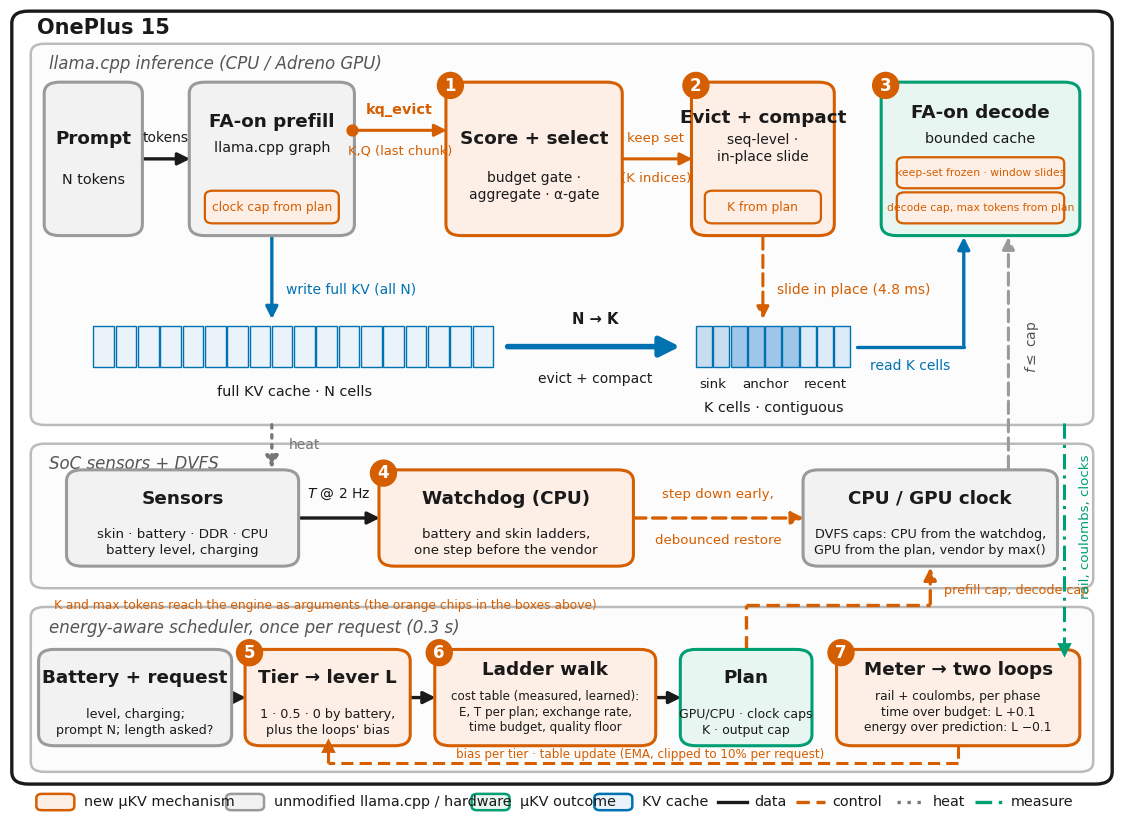 OnePlus 15
llama.cpp inference (CPU / Adreno GPU)
Prompt
N tokens
tokens
FA-on prefill
llama.cpp graph
clock cap from plan
kq_evict
K,Q (last chunk)
1
Score + select
budget gate ·
aggregate · α-gate
keep set
(K indices)
2
Evict + compact
seq-level ·
in-place slide
K from plan
3
FA-on decode
bounded cache
keep-set frozen · window slides
decode cap, max tokens from plan
write full KV (all N)
slide in place (4.8 ms)
N → K
evict + compact
full KV cache · N cells
sink
anchor
recent
K cells · contiguous
read K cells
f ≤ cap
heat
SoC sensors + DVFS
Sensors
skin · battery · DDR · CPU
battery level, charging
T @ 2 Hz
4
Watchdog (CPU)
battery and skin ladders,
one step before the vendor
step down early,
debounced restore
CPU / GPU clock
DVFS caps: CPU from the watchdog,
GPU from the plan, vendor by max()
rail, coulombs, clocks
prefill cap, decode cap
K and max tokens reach the engine as arguments (the orange chips in the boxes above)
energy-aware scheduler, once per request (0.3 s)
Battery + request
level, charging;
prompt N; length asked?
5
Tier → lever L
1 · 0.5 · 0 by battery,
plus the loops' bias
6
Ladder walk
cost table (measured, learned):
E, T per plan; exchange rate,
time budget, quality floor
Plan
GPU/CPU · clock caps
K · output cap
7
Meter → two loops
rail + coulombs, per phase
time over budget: L +0.1
energy over prediction: L −0.1
bias per tier · table update (EMA, clipped to 10% per request)
new μKV mechanism
unmodified llama.cpp / hardware
μKV outcome
KV cache
data
control
heat
measure